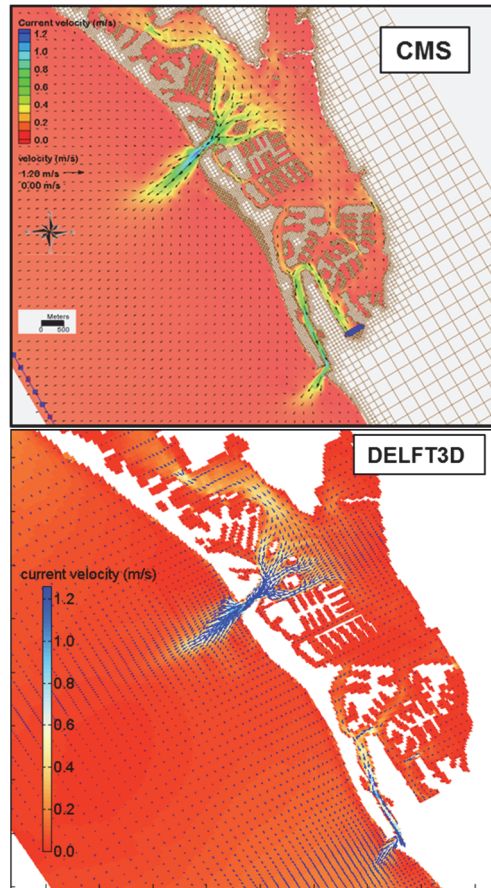 Current velocity (m/s)
1.2
1.0
0.8
0.6
0.4
0.2
0.0
velocity (m/s)
1.20 m/s
0.00 m/s
Meters
0 500
CMS
DELFT3D
current velocity (m/s)
1.2
1.0
0.8
0.6
0.4
0.2
0.0